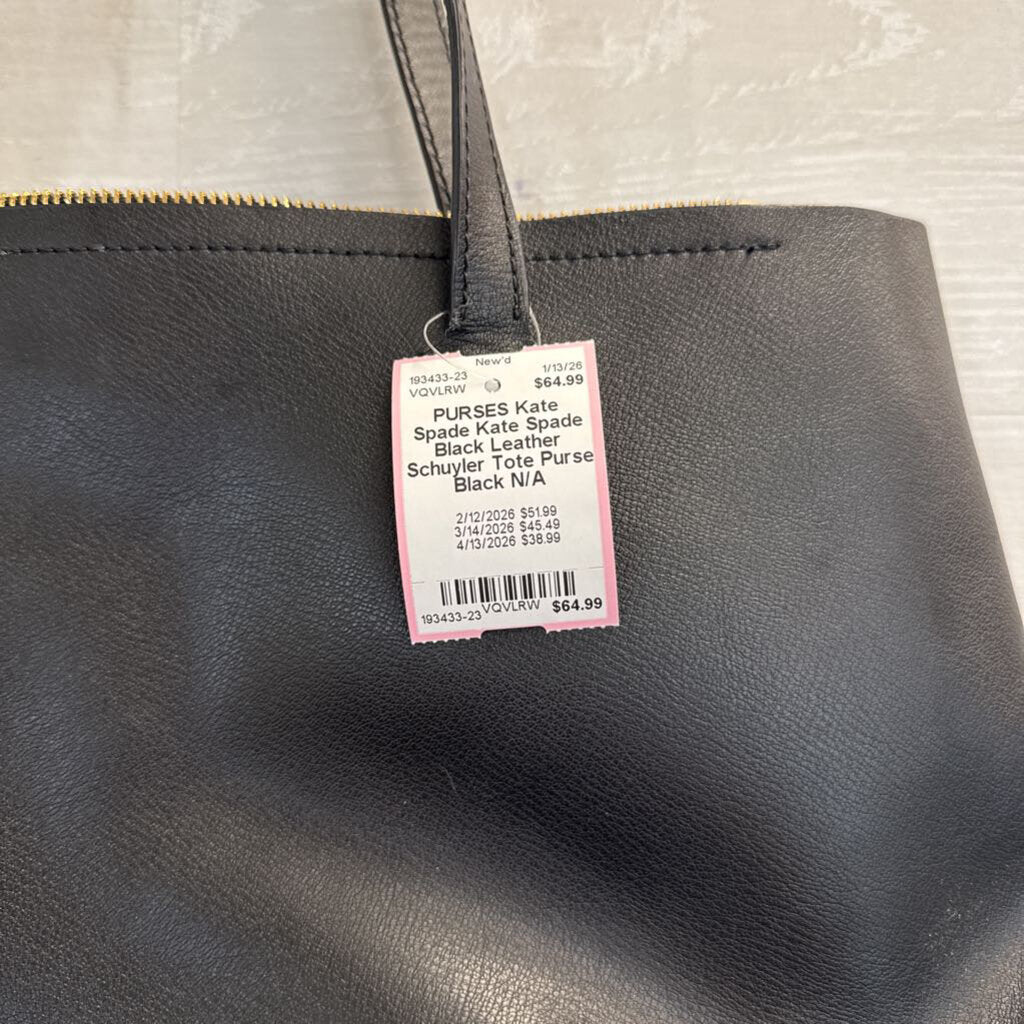 New'd
193433-23 1/13/26
VQVLRW $64.99
PURSES Kate
Spade Kate Spade
Black Leather
Schuyler Tote Purse
Black N/A
2/12/2026 $51.99
3/14/2026 $45.49
4/13/2026 $38.99
193433-23 VQVLRW $64.99